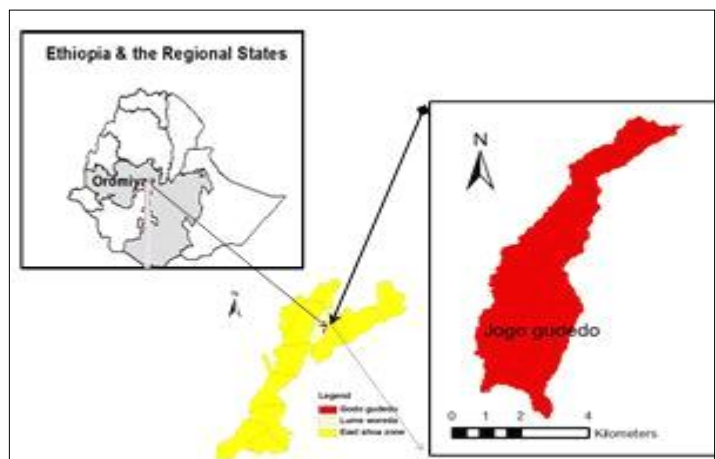 Ethiopia & the Regional States
Oromiya
N
Jogo gudedo
Legend
Godo gudedo
Lume woreda
East shoa zone
0 1 2 4
Kilometers